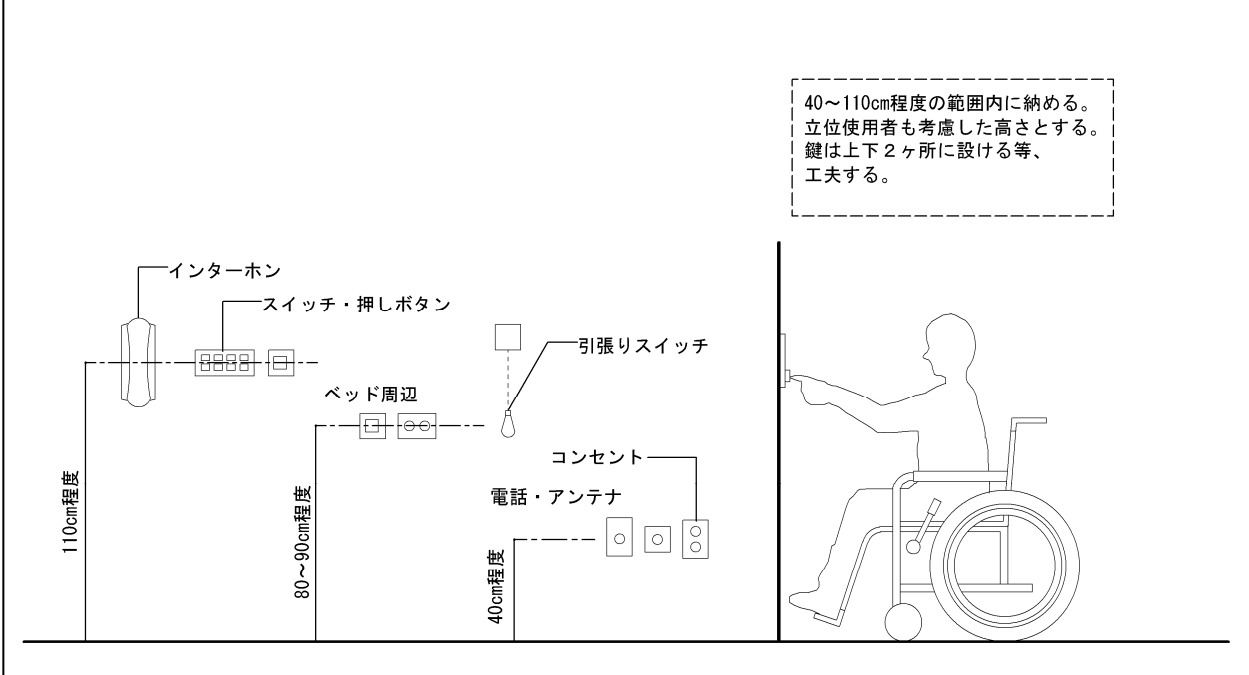 40～110cm程度の範囲内に納める。
立位使用者も考慮した高さとする。
鍵は上下２ヶ所に設ける等、
工夫する。
インターホン
スイッチ・押しボタン
引張りスイッチ
ベッド周辺
コンセント
電話・アンテナ
110cm程度
80～90cm程度
40cm程度